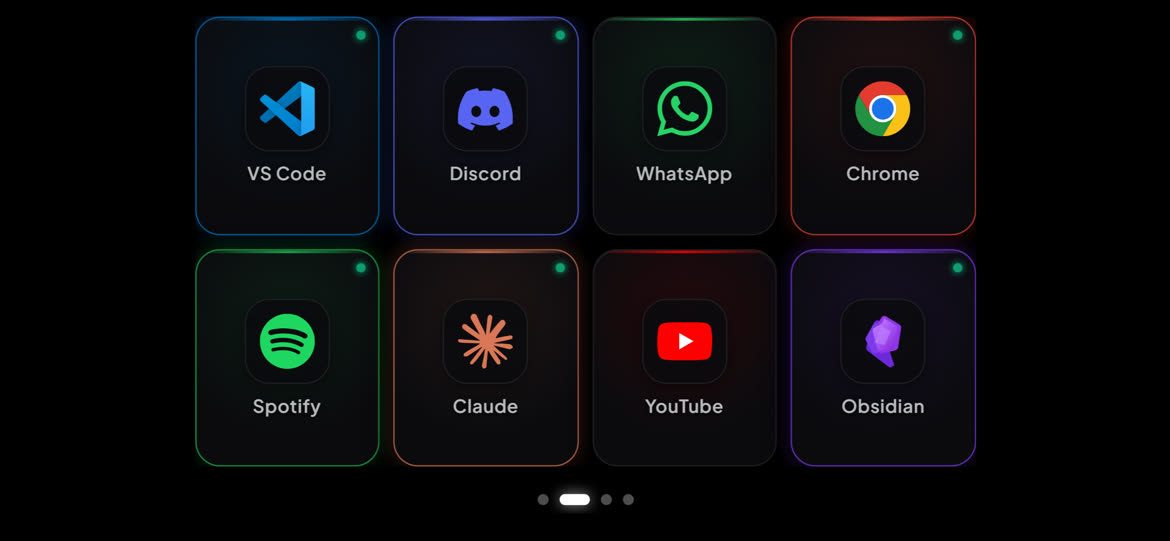 VS Code
Discord
WhatsApp
Chrome
Spotify
Claude
YouTube
Obsidian